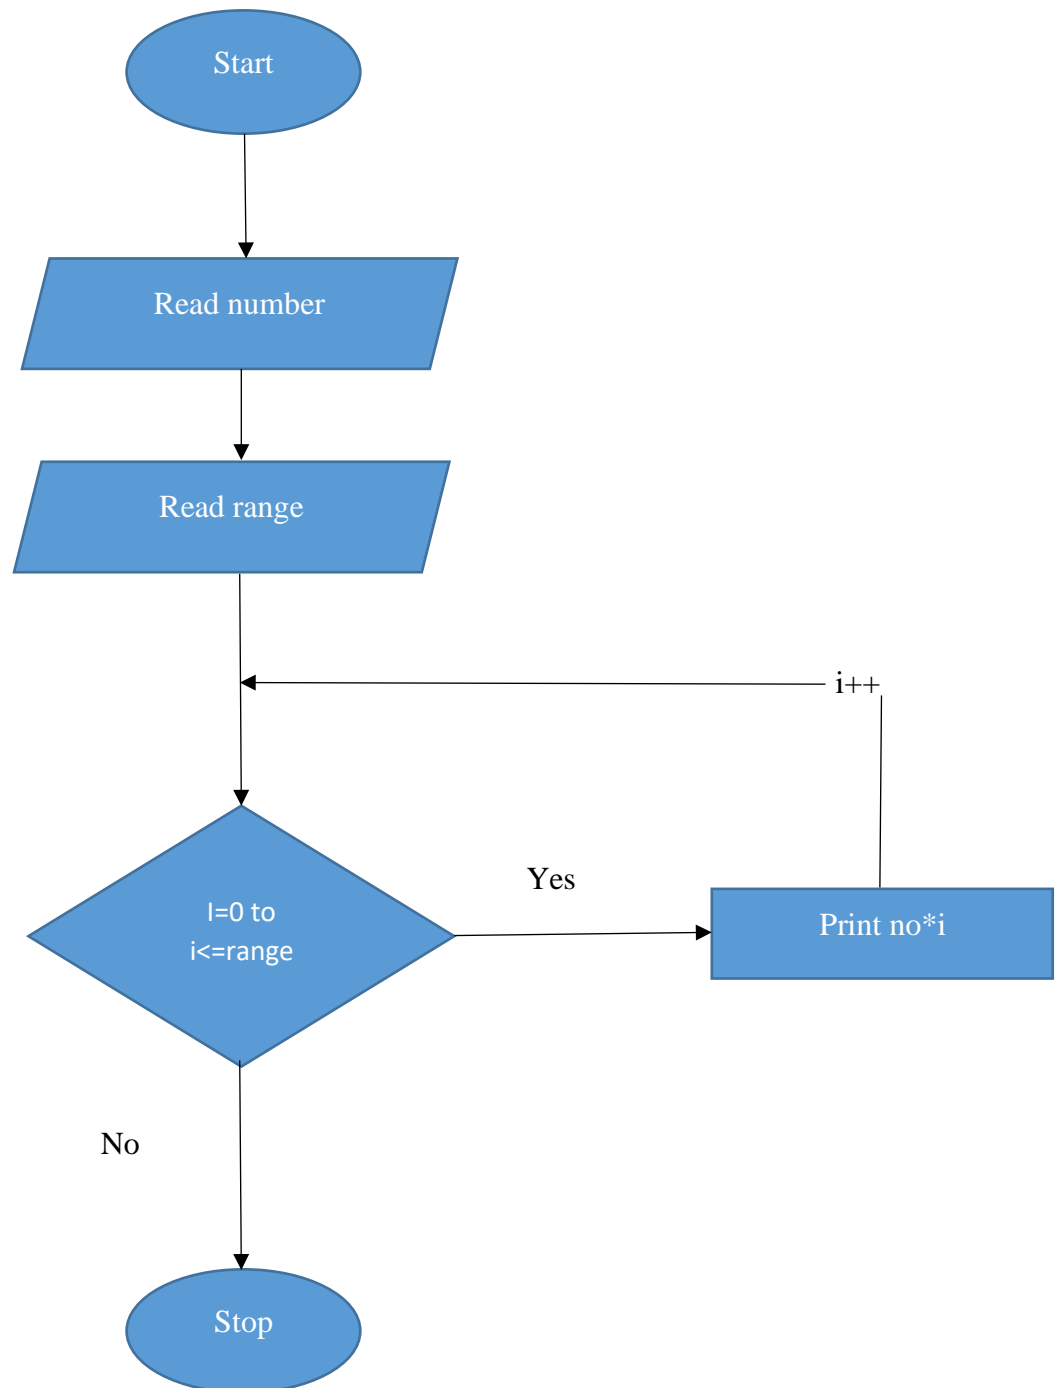 Start
Read number
Read range
i++
I=0 to
i<=range
Yes
Print no*i
No
Stop